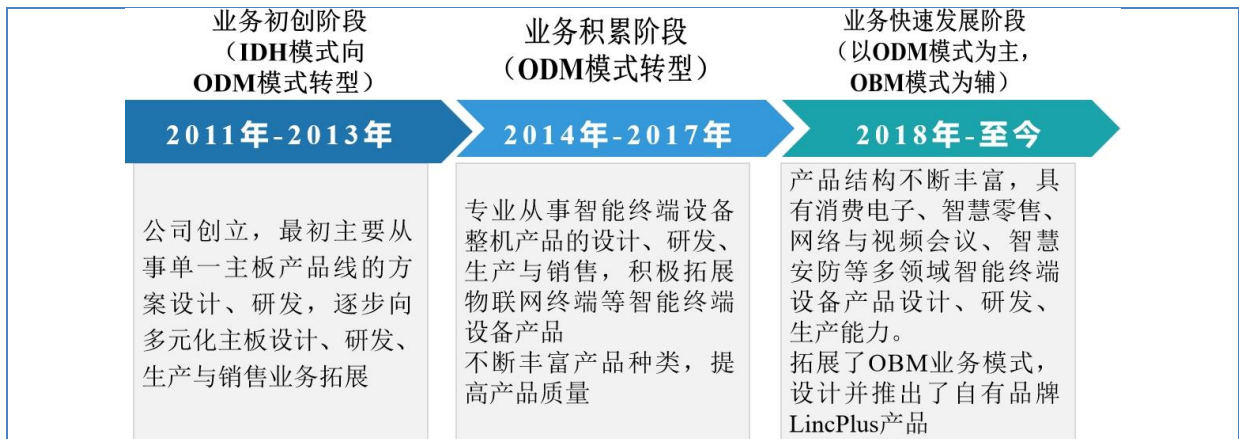 业务初创阶段
（IDH模式向
ODM模式转型）
2011年-2013年
公司创立，最初主要从
事单一主板产品线的方
案设计、研发，逐步向
多元化主板设计、研发、
生产与销售业务拓展
业务积累阶段
（ODM模式转型）
2014年-2017年
专业从事智能终端设备
整机产品的设计、研发、
生产与销售，积极拓展
物联网终端等智能终端
设备产品
不断丰富产品种类，提
高产品质量
业务快速发展阶段
（以ODM模式为主，
OBM模式为辅）
2018年-至今
产品结构不断丰富，具
有消费电子、智慧零售、
网络与视频会议、智慧
安防等多领域智能终端
设备产品设计、研发、
生产能力。
拓展了OBM业务模式，
设计并推出了自有品牌
LincPlus产品